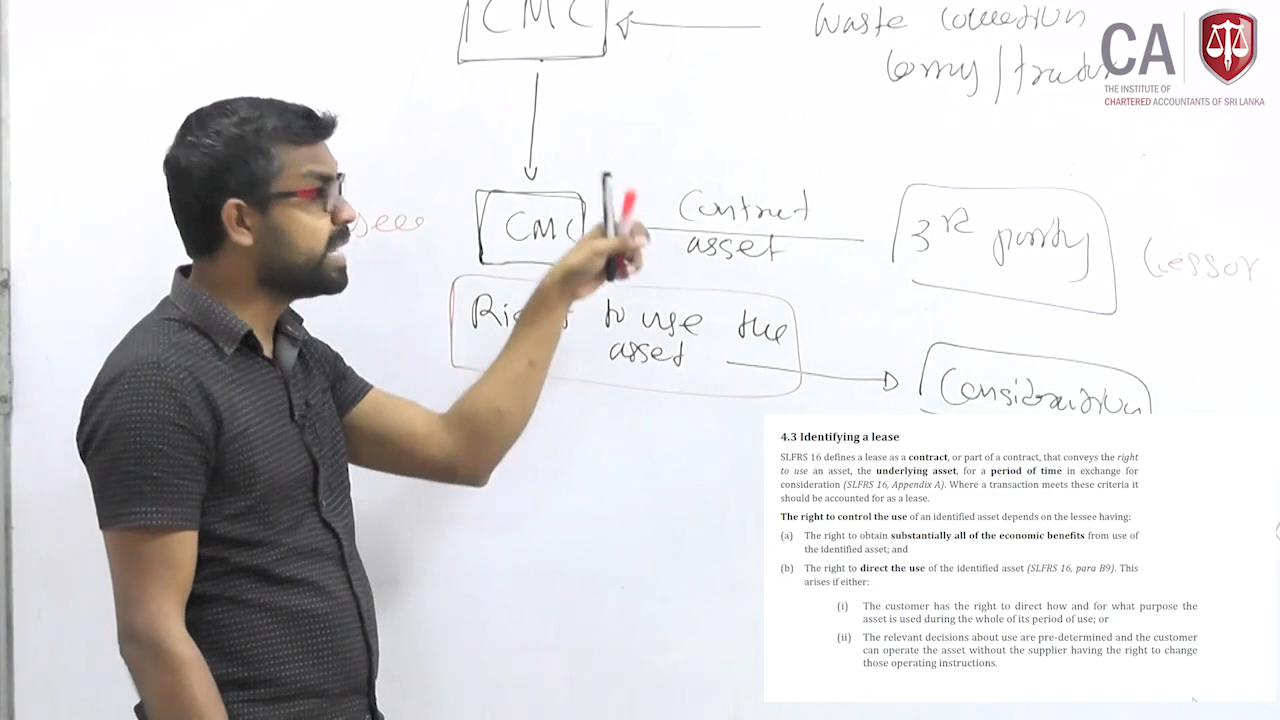 CMC
waste
CA
THE INSTITUTE OF
CHARTERED ACCOUNTANTS OF SRI LANKA
CMC
Contract
asset
3rd party
Lessor
Right to use the
asset
Consideration
4.3 Identifying a lease
SLFRS 16 defines a lease as a contract, or part of a contract, that conveys the right
to use an asset, the underlying asset, for a period of time in exchange for
consideration (SLFRS 16, Appendix A). Where a transaction meets these criteria it
should be accounted for as a lease.
The right to control the use of an identified asset depends on the lessee having:
(a) The right to obtain substantially all of the economic benefits from use of
the identified asset; and
(b) The right to direct the use of the identified asset (SLFRS 16, para B9). This
arises if either:
(i) The customer has the right to direct how and for what purpose the
asset is used during the whole of its period of use; or
(ii) The relevant decisions about use are pre-determined and the customer
can operate the asset without the supplier having the right to change
those operating instructions.